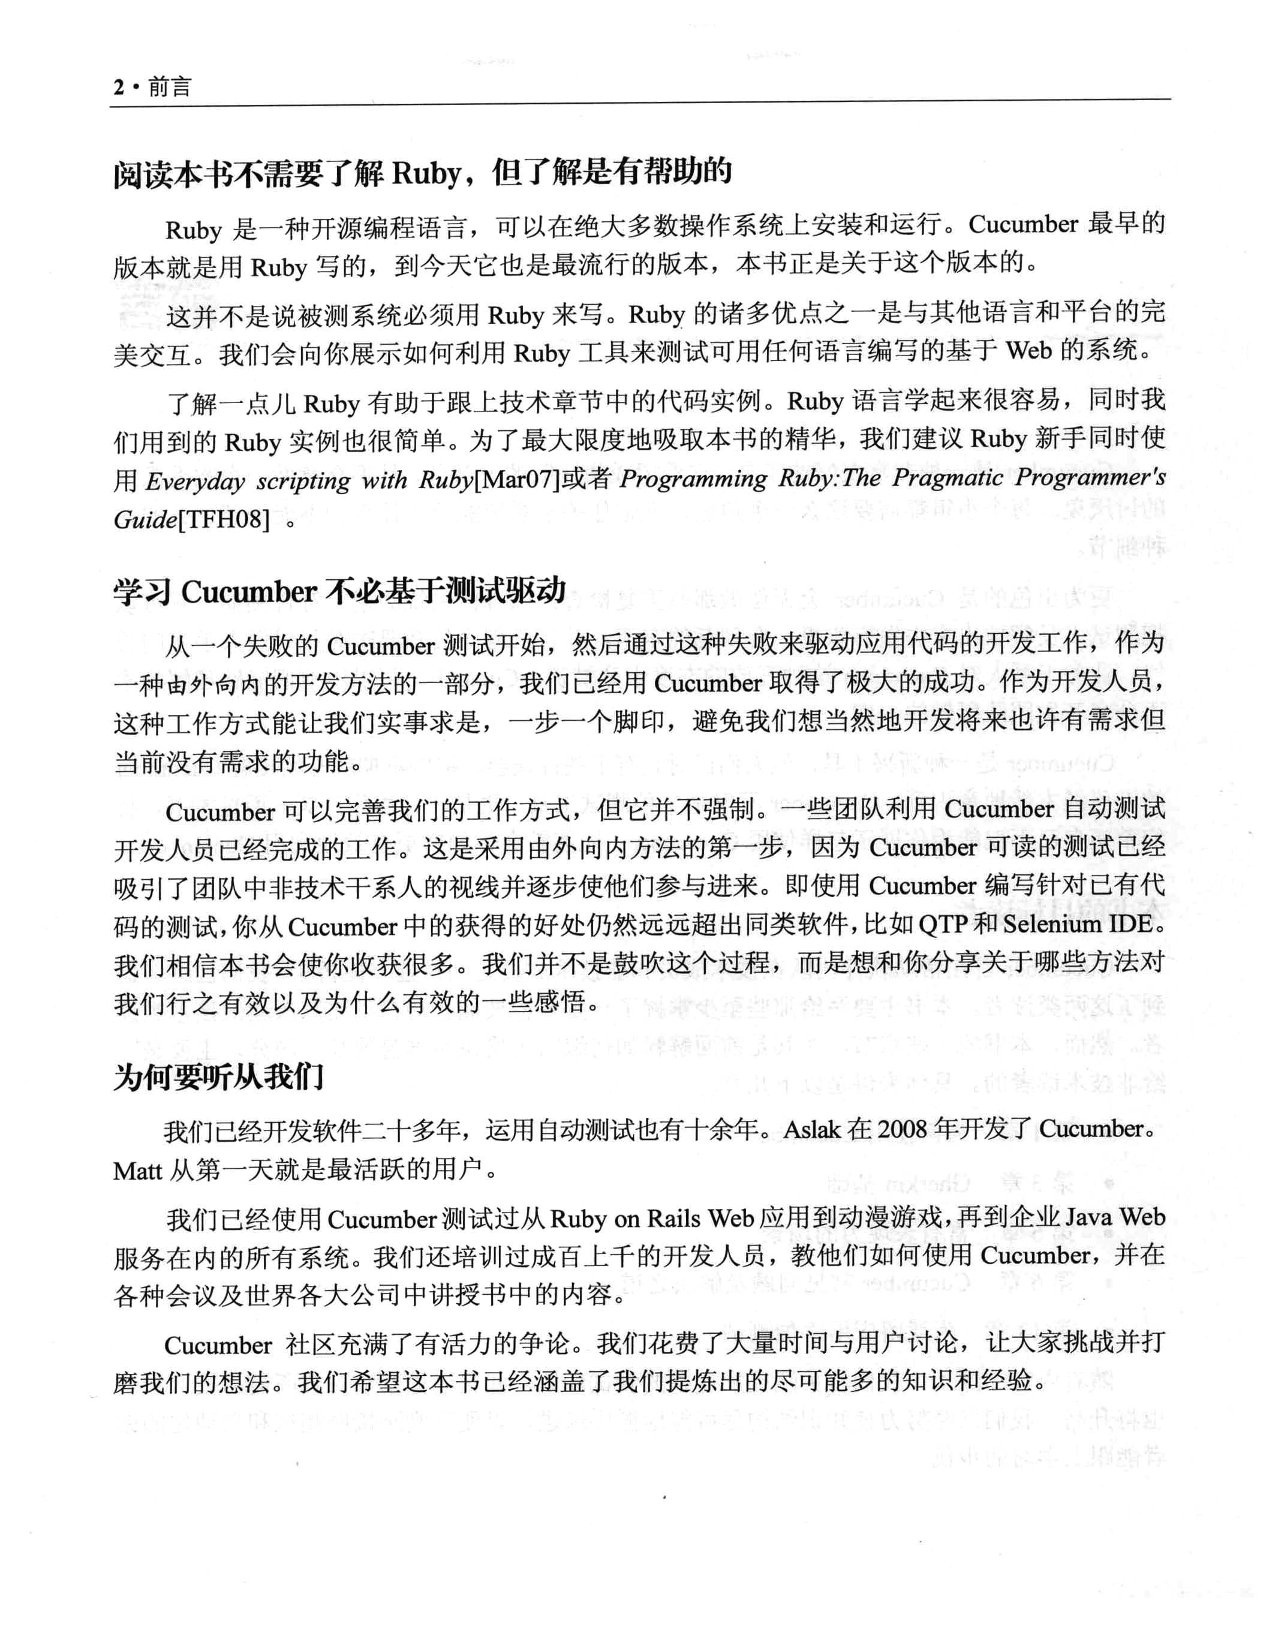 2·前言
阅读本书不需要了解 Ruby，但了解是有帮助的
Ruby 是一种开源编程语言，可以在绝大多数操作系统上安装和运行。Cucumber 最早的
版本就是用 Ruby 写的，到今天它也是最流行的版本，本书正是关于这个版本的。
这并不是说被测系统必须用 Ruby 来写。Ruby 的诸多优点之一是与其他语言和平台的完
美交互。我们会向你展示如何利用 Ruby 工具来测试可用任何语言编写的基于 Web 的系统。
了解一点儿 Ruby 有助于跟上技术章节中的代码实例。Ruby 语言学起来很容易，同时我
们用到的 Ruby 实例也很简单。为了最大限度地吸取本书的精华，我们建议 Ruby 新手同时使
用 Everyday scripting with Ruby[Mar07]或者 Programming Ruby:The Pragmatic Programmer's
Guide[TFH08] 。
学习 Cucumber 不必基于测试驱动
从一个失败的 Cucumber 测试开始，然后通过这种失败来驱动应用代码的开发工作，作为
一种由外向内的开发方法的一部分，我们已经用 Cucumber 取得了极大的成功。作为开发人员，
这种工作方式能让我们实事求是，一步一个脚印，避免我们想当然地开发将来也许有需求但
当前没有需求的功能。
Cucumber 可以完善我们的工作方式，但它并不强制。一些团队利用 Cucumber 自动测试
开发人员已经完成的工作。这是采用由外向内方法的第一步，因为 Cucumber 可读的测试已经
吸引了团队中非技术干系人的视线并逐步使他们参与进来。即使用 Cucumber 编写针对已有代
码的测试，你从 Cucumber 中的获得的好处仍然远远超出同类软件，比如 QTP 和 Selenium IDE。
我们相信本书会使你收获很多。我们并不是鼓吹这个过程，而是想和你分享关于哪些方法对
我们行之有效以及为什么有效的一些感悟。
为何要听从我们
我们已经开发软件二十多年，运用自动测试也有十余年。Aslak 在 2008 年开发了 Cucumber。
Matt 从第一天就是最活跃的用户。
我们已经使用 Cucumber 测试过从 Ruby on Rails Web 应用到动漫游戏，再到企业 Java Web
服务在内的所有系统。我们还培训过成百上千的开发人员，教他们如何使用 Cucumber，并在
各种会议及世界各大公司中讲授书中的内容。
Cucumber 社区充满了有活力的争论。我们花费了大量时间与用户讨论，让大家挑战并打
磨我们的想法。我们希望这本书已经涵盖了我们提炼出的尽可能多的知识和经验。